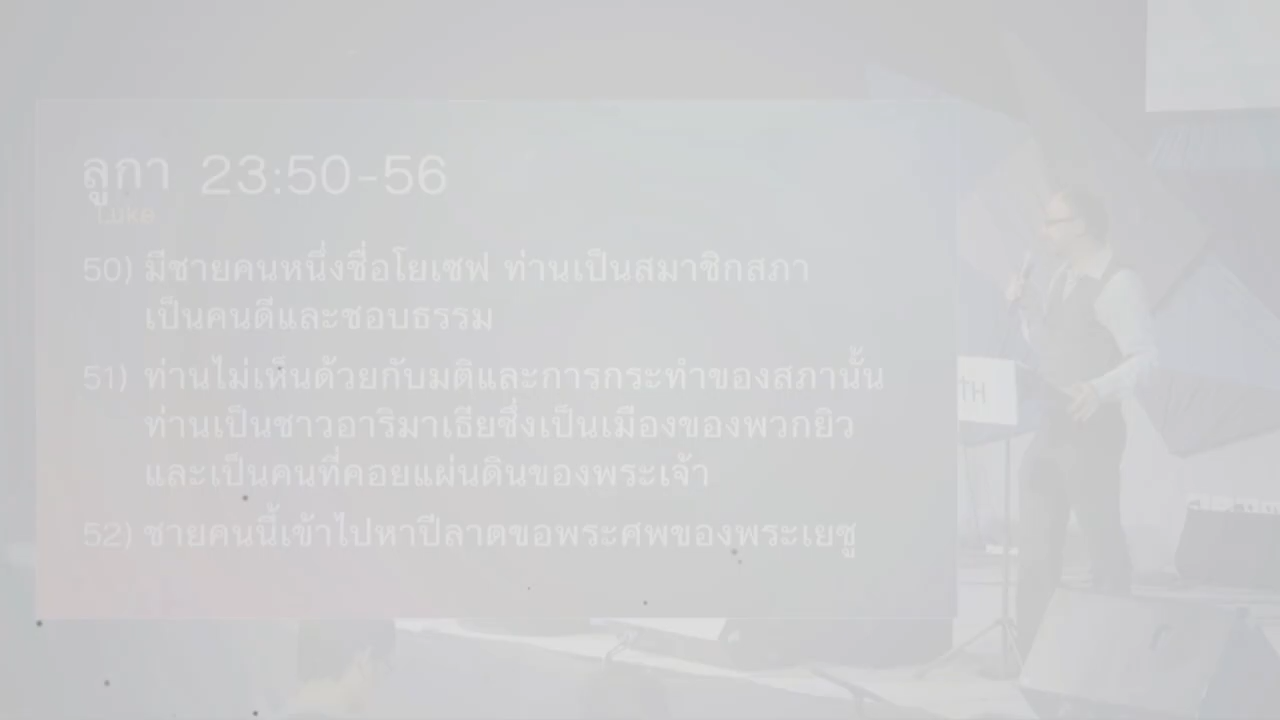 ลูกา 23:50-56
Luke
50) มีชายคนหนึ่งชื่อโยเซฟ ท่านเป็นสมาชิกสภา
เป็นคนดีและชอบธรรม
51) ท่านไม่เห็นด้วยกับมติและการกระทำของสภานั้น
ท่านเป็นชาวอาริมาเธียซึ่งเป็นเมืองของพวกยิว
และเป็นคนที่คอยแผ่นดินของพระเจ้า
52) ชายคนนี้เข้าไปหาปีลาตขอพระศพของพระเยซู
TH